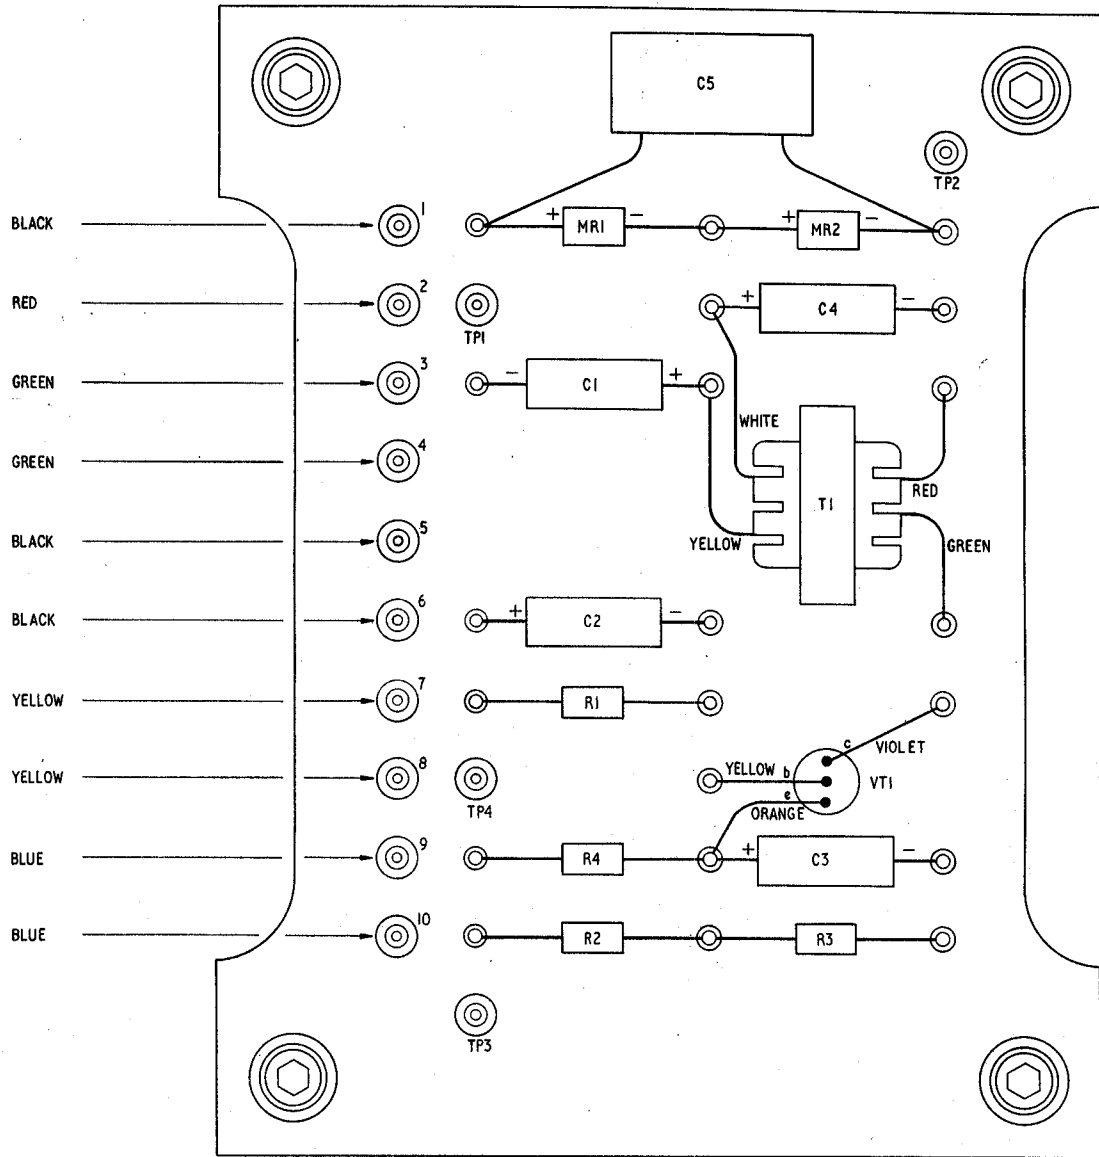 C5
TP2
BLACK 1 + MR1 − + MR2 −
RED 2 TP1 + C4 −
GREEN 3 − C1 +
WHITE
GREEN 4
RED
T1
BLACK 5 YELLOW GREEN
BLACK 6 + C2 −
YELLOW 7 R1
c VIOLET
YELLOW 8 TP4 YELLOW b VT1
e ORANGE
BLUE 9 R4 + C3 −
BLUE 10 R2 R3
TP3